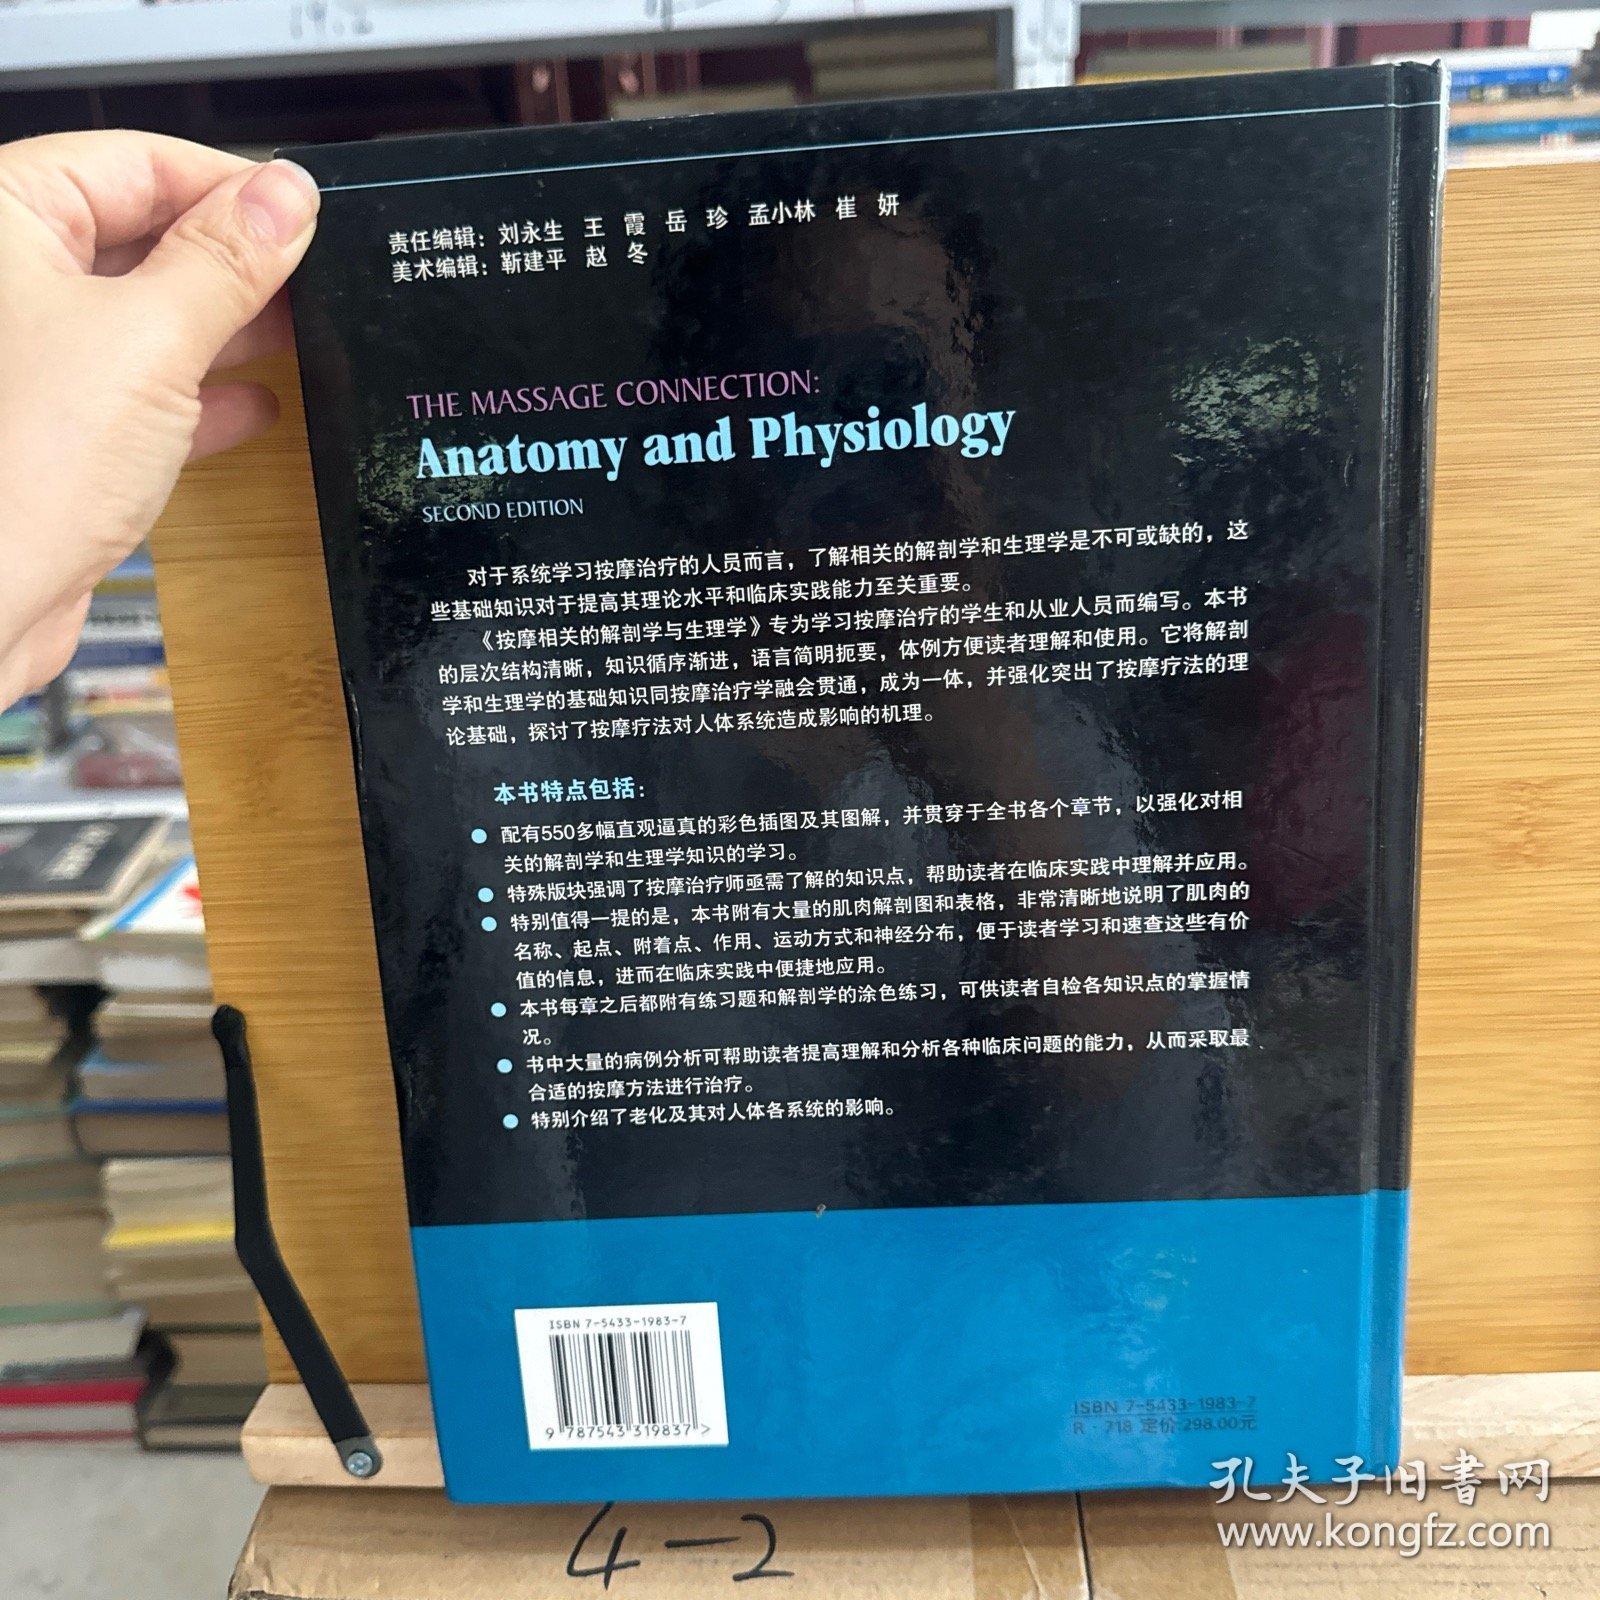 责任编辑：刘永生 王 霞 岳 珍 孟小林 崔 妍
美术编辑：靳建平 赵 冬
THE MASSAGE CONNECTION:
Anatomy and Physiology
SECOND EDITION
对于系统学习按摩治疗的人员而言，了解相关的解剖学和生理学是不可或缺的，这
些基础知识对于提高其理论水平和临床实践能力至关重要。
《按摩相关的解剖学与生理学》专为学习按摩治疗的学生和从业人员而编写。本书
的层次结构清晰，知识循序渐进，语言简明扼要，体例方便读者理解和使用。它将解剖
学和生理学的基础知识同按摩治疗学融会贯通，成为一体，并强化突出了按摩疗法的理
论基础，探讨了按摩疗法对人体系统造成影响的机理。
本书特点包括：
● 配有550多幅直观逼真的彩色插图及其图解，并贯穿于全书各个章节，以强化对相
关的解剖学和生理学知识的学习。
● 特殊版块强调了按摩治疗师亟需了解的知识点，帮助读者在临床实践中理解并应用。
● 特别值得一提的是，本书附有大量的肌肉解剖图和表格，非常清晰地说明了肌肉的
名称、起点、附着点、作用、运动方式和神经分布，便于读者学习和速查这些有价
值的信息，进而在临床实践中便捷地应用。
● 本书每章之后都附有练习题和解剖学的涂色练习，可供读者自检各知识点的掌握情
况。
● 书中大量的病例分析可帮助读者提高理解和分析各种临床问题的能力，从而采取最
合适的按摩方法进行治疗。
● 特别介绍了老化及其对人体各系统的影响。
ISBN 7-5433-1983-7
9 787543 319837 >
ISBN 7-5433-1983-7
R·718 定价:298.00元
4-2
孔夫子旧书网
www.kongfz.com